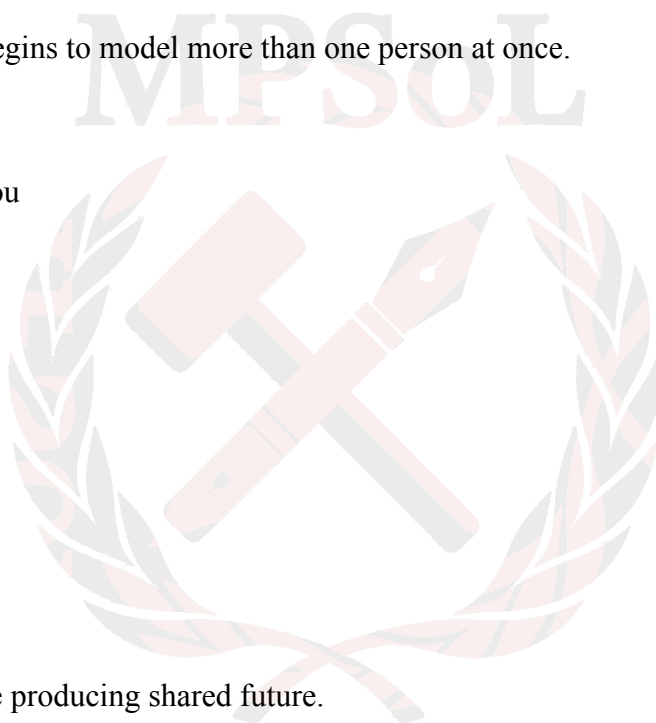 egins to model more than one person at once.
MPSoL
ou
e producing shared future.